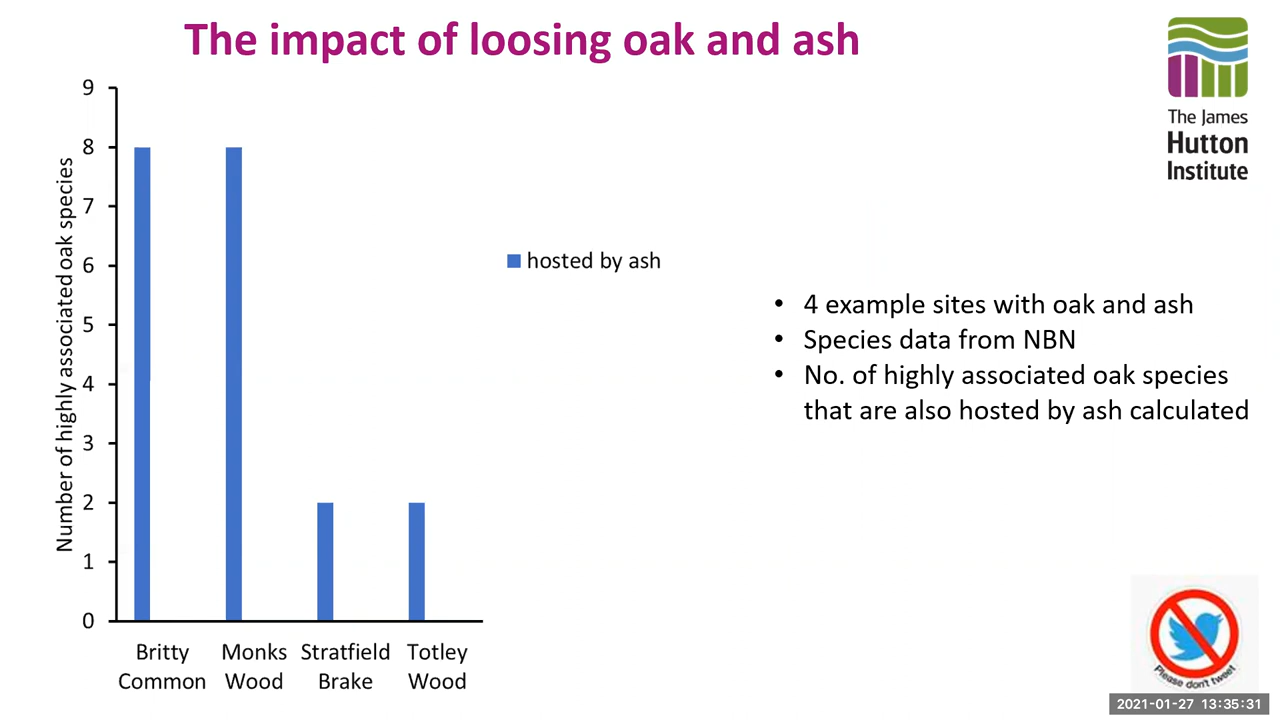 The impact of loosing oak and ash
The James
Hutton
Institute
Number of highly associated oak species
9
8
7
6
5
4
3
2
1
0
Britty
Common
Monks
Wood
Stratfield
Brake
Totley
Wood
hosted by ash
• 4 example sites with oak and ash
• Species data from NBN
• No. of highly associated oak species
that are also hosted by ash calculated
Please don't tweet
2021-01-27 13:35:31